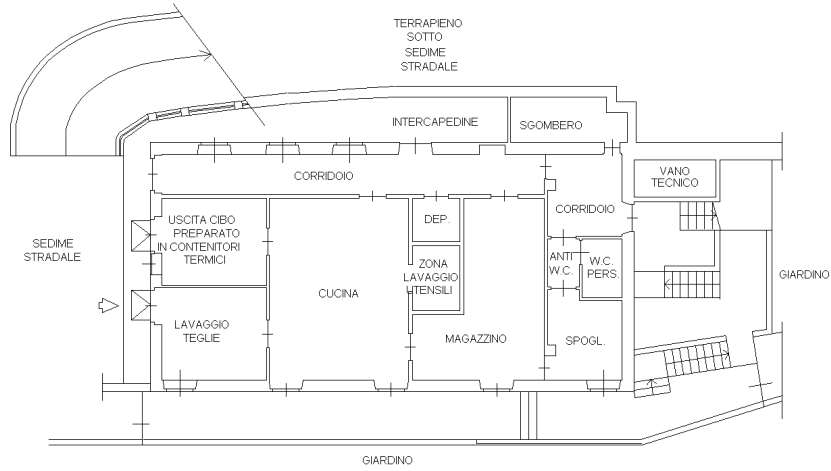 TERRAPIENO
SOTTO
SEDIME
STRADALE
INTERCAPEDINE
SGOMBERO
CORRIDOIO
VANO
TECNICO
USCITA CIBO
PREPARATO
IN CONTENITORI
TERMICI
DEP.
CORRIDOIO
SEDIME
STRADALE
ZONA
LAVAGGIO
UTENSILI
ANTI
W.C.
W.C.
PERS.
GIARDINO
CUCINA
LAVAGGIO
TEGLIE
MAGAZZINO
SPOGL.
GIARDINO